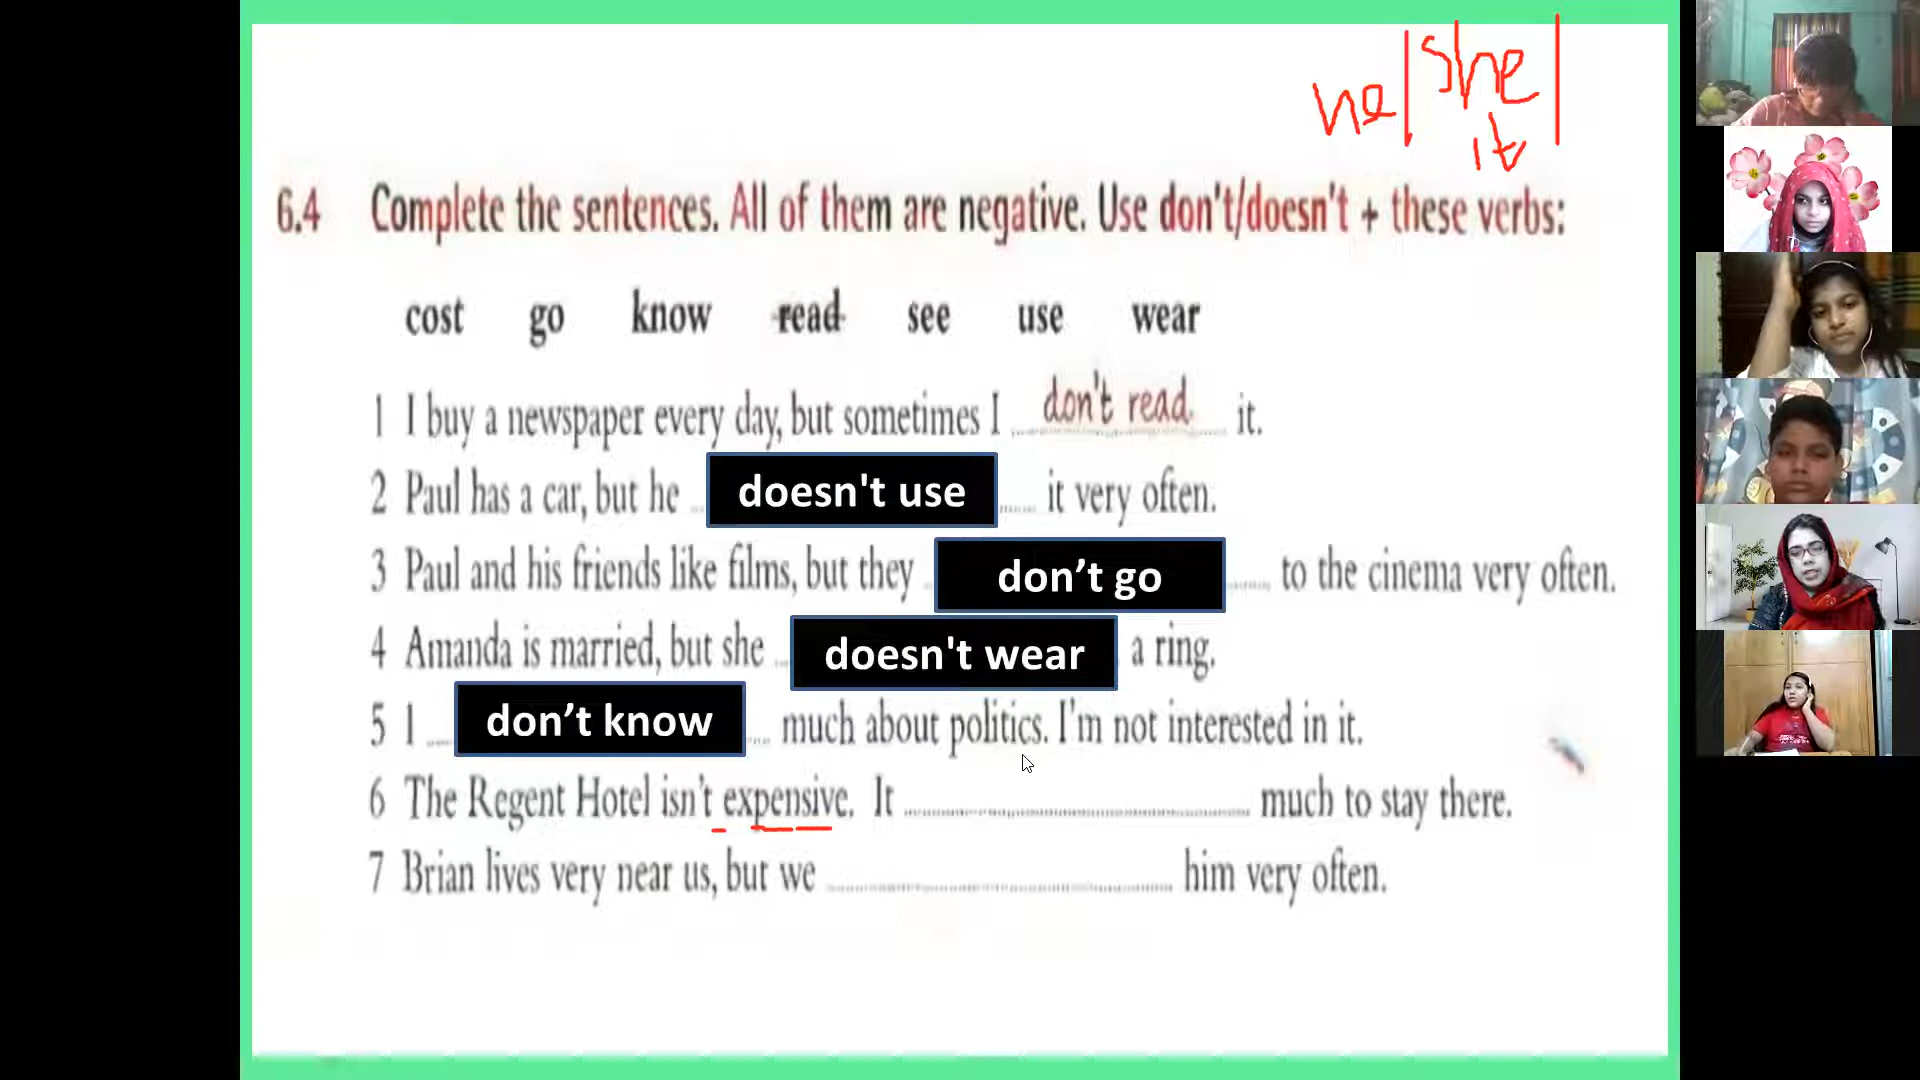 he| she |
it
6.4 Complete the sentences. All of them are negative. Use don't/doesn't + these verbs:
cost go know read see use wear
1 I buy a newspaper every day, but sometimes I don't read it.
2 Paul has a car, but he doesn't use it very often.
3 Paul and his friends like films, but they don't go to the cinema very often.
4 Amanda is married, but she doesn't wear a ring.
5 I don't know much about politics. I'm not interested in it.
6 The Regent Hotel isn't expensive. It ........ much to stay there.
7 Brian lives very near us, but we ........ him very often.